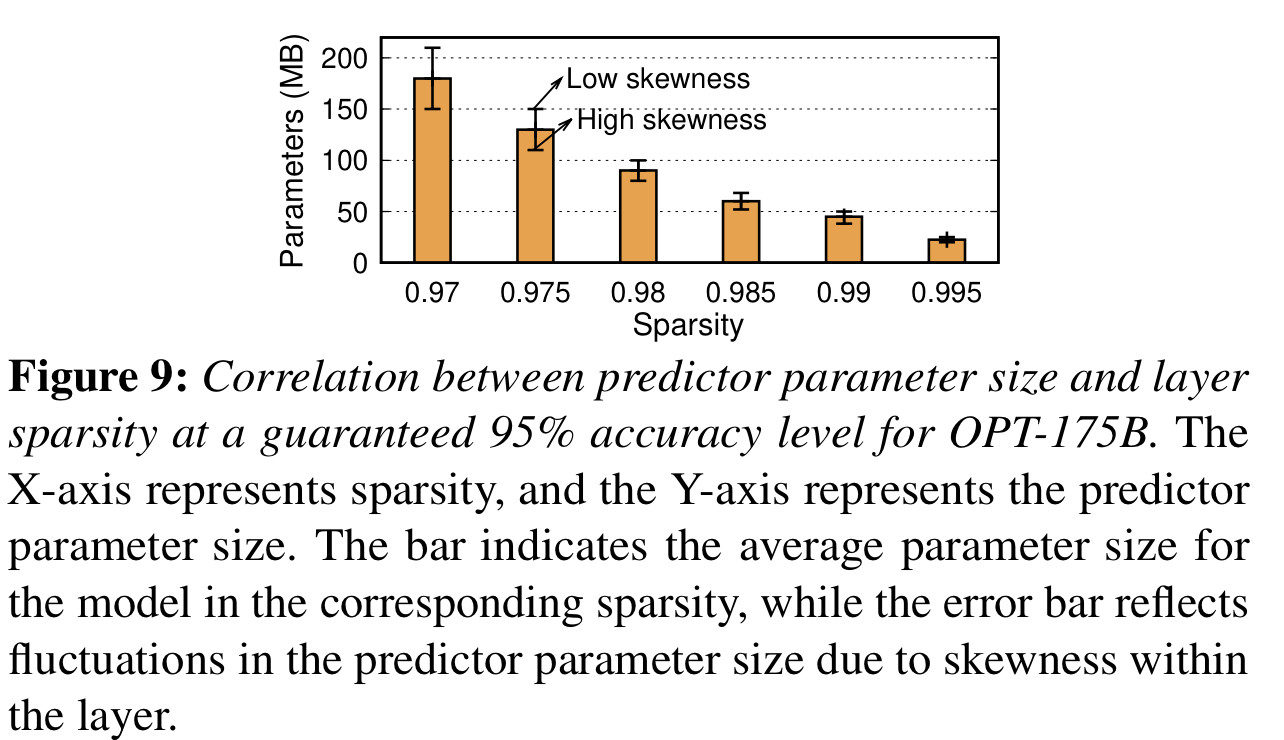 Parameters (MB)
200
150
100
50
0
Low skewness
High skewness
0.97 0.975 0.98 0.985 0.99 0.995
Sparsity
Figure 9: Correlation between predictor parameter size and layer
sparsity at a guaranteed 95% accuracy level for OPT-175B. The
X-axis represents sparsity, and the Y-axis represents the predictor
parameter size. The bar indicates the average parameter size for
the model in the corresponding sparsity, while the error bar reflects
fluctuations in the predictor parameter size due to skewness within
the layer.